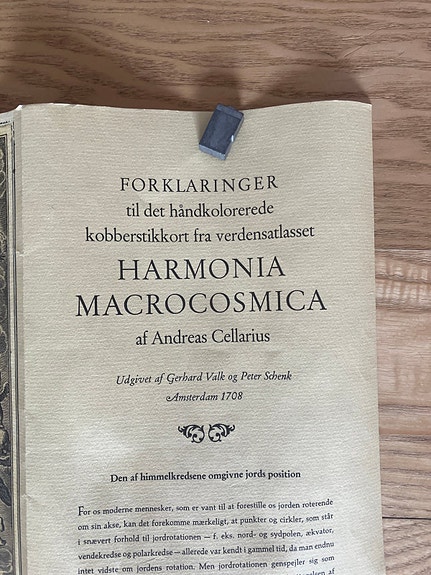 FORKLARINGER
til det håndkolorerede
kobberstikkort fra verdensatlasset
HARMONIA
MACROCOSMICA
af Andreas Cellarius
Udgivet af Gerhard Valk og Peter Schenk
Amsterdam 1708
Den af himmelkredsene omgivne jords position
For os moderne mennesker, som er vant til at forestille os jorden roterende
om sin akse, kan det forekomme mærkeligt, at punkter og cirkler, som står
i snævert forhold til jordrotationen – f. eks. nord- og sydpolen, ækvator,
vendekredse og polarkredse – allerede var kendt i gammel tid, da man endnu
intet vidste om jordens rotation. Men jordrotationen genspejler sig som